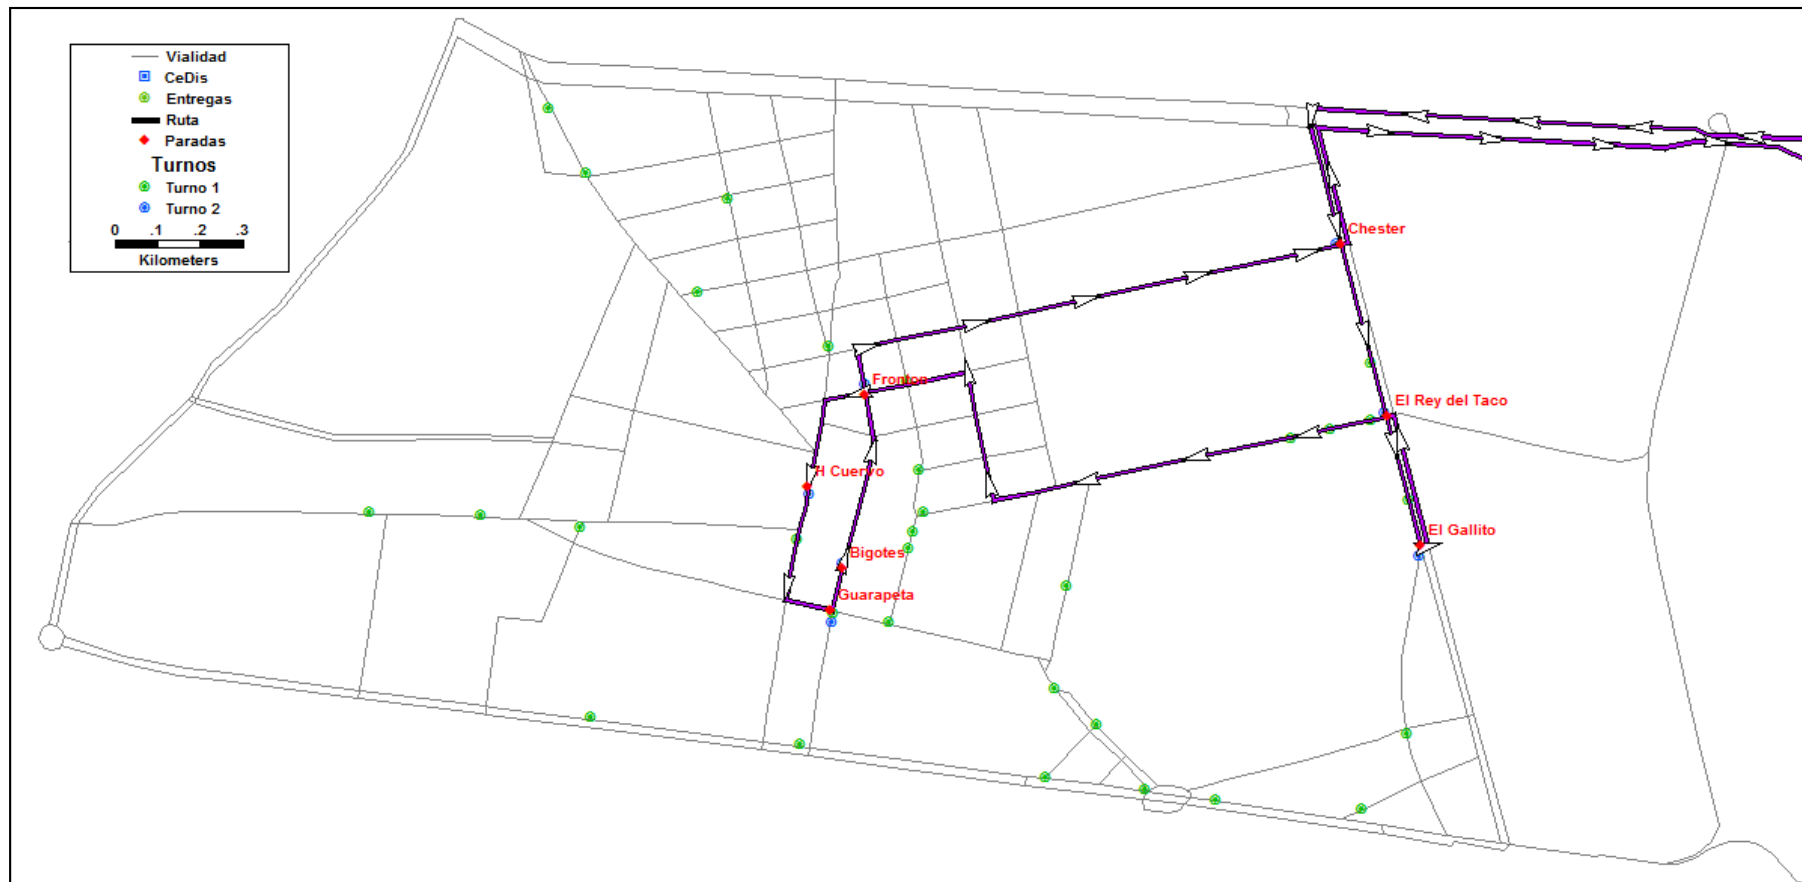 Vialidad
CeDis
Entregas
Ruta
Paradas
Turnos
Turno 1
Turno 2
0 .1 .2 .3
Kilometers
Chester
Fronton
El Rey del Taco
H Cuervo
El Gallito
Bigotes
Guarapeta